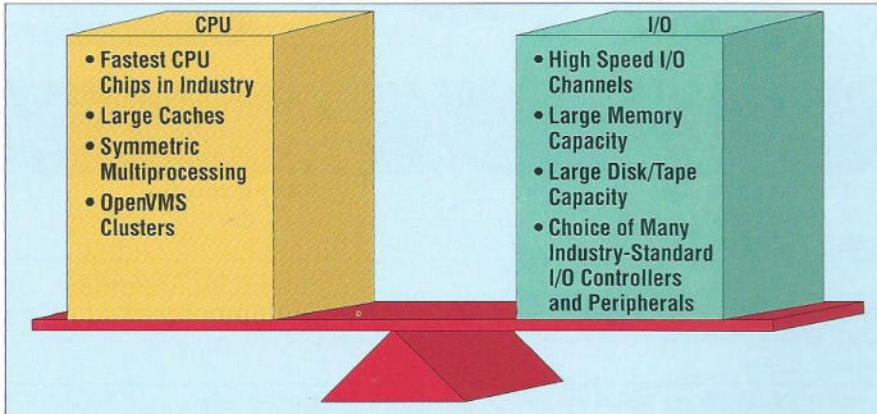 CPU
• Fastest CPU
Chips in Industry
• Large Caches
• Symmetric
Multiprocessing
• OpenVMS
Clusters
I/O
• High Speed I/O
Channels
• Large Memory
Capacity
• Large Disk/Tape
Capacity
• Choice of Many
Industry-Standard
I/O Controllers
and Peripherals